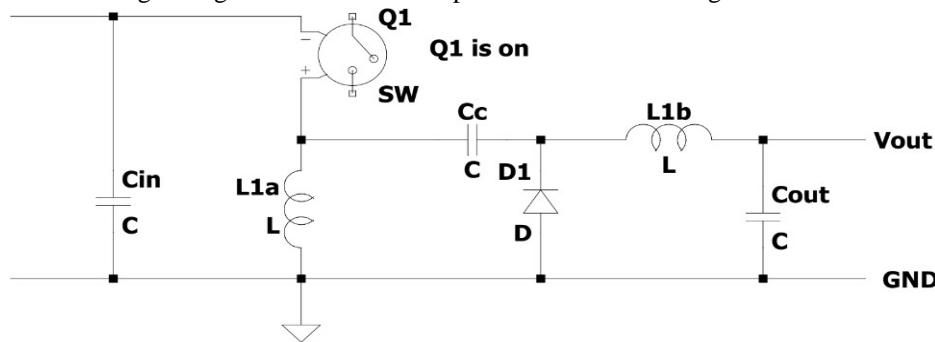 Q1
− 
Q1 is on
+
SW
Cc
L1b
Vout
Cin
L1a
C
D1
L
Cout
C
L
D
C
GND